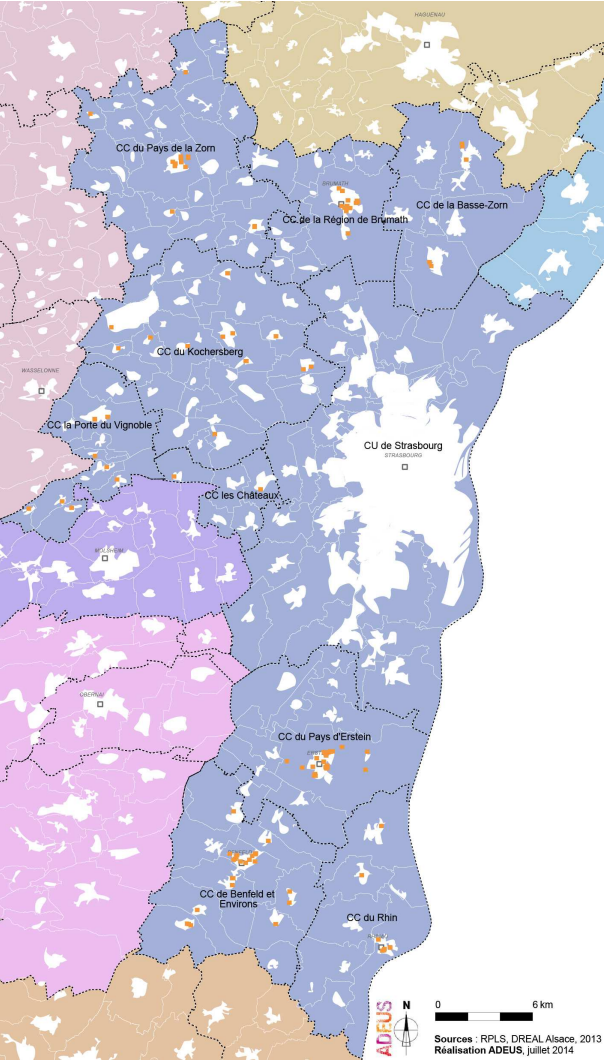 HAGUENAU
CC du Pays de la Zorn
BRUMATH
CC de la Basse-Zorn
CC de la Région de Brumath
CC du Kochersberg
WASSELONNE
CC la Porte du Vignoble
CU de Strasbourg
STRASBOURG
CC les Châteaux
MOLSHEIM
OBERNAI
CC du Pays d'Erstein
ERSTEIN
BENFELD
CC de Benfeld et
Environs
CC du Rhin
ADEUS
N
0
6 km
Sources : RPLS, DREAL Alsace, 2013
Réalisation ADEUS, juillet 2014